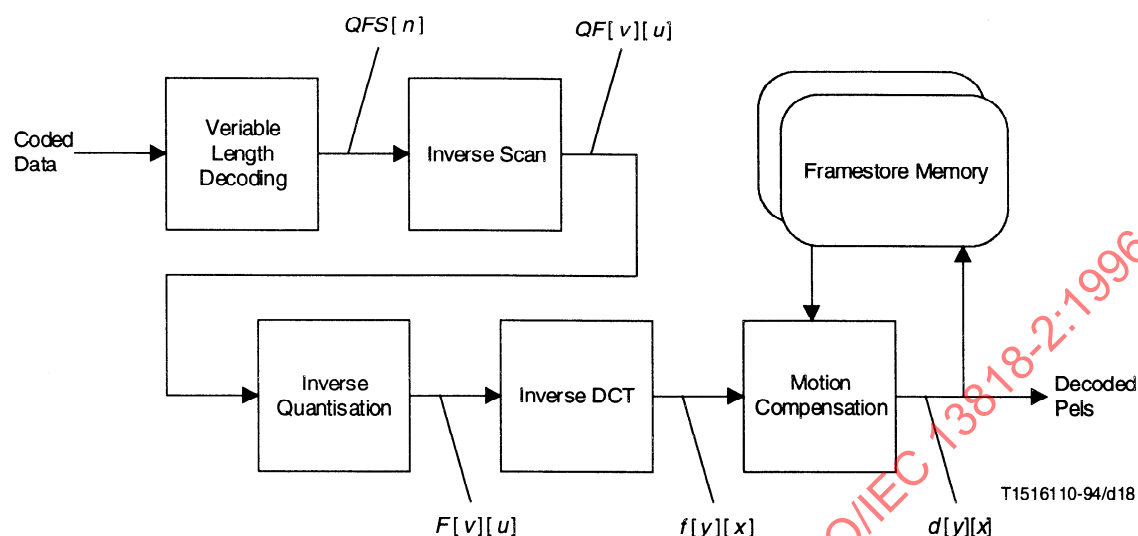 QFS[n]
QF[v][u]
Coded
Data
Veriable
Length
Decoding
Inverse Scan
Framestore Memory
Inverse
Quantisation
Inverse DCT
Motion
Compensation
Decoded
Pels
F[v][u]
f[y][x]
d[y][x]
T1516110-94/d18
O/IEC 13818-2:1996